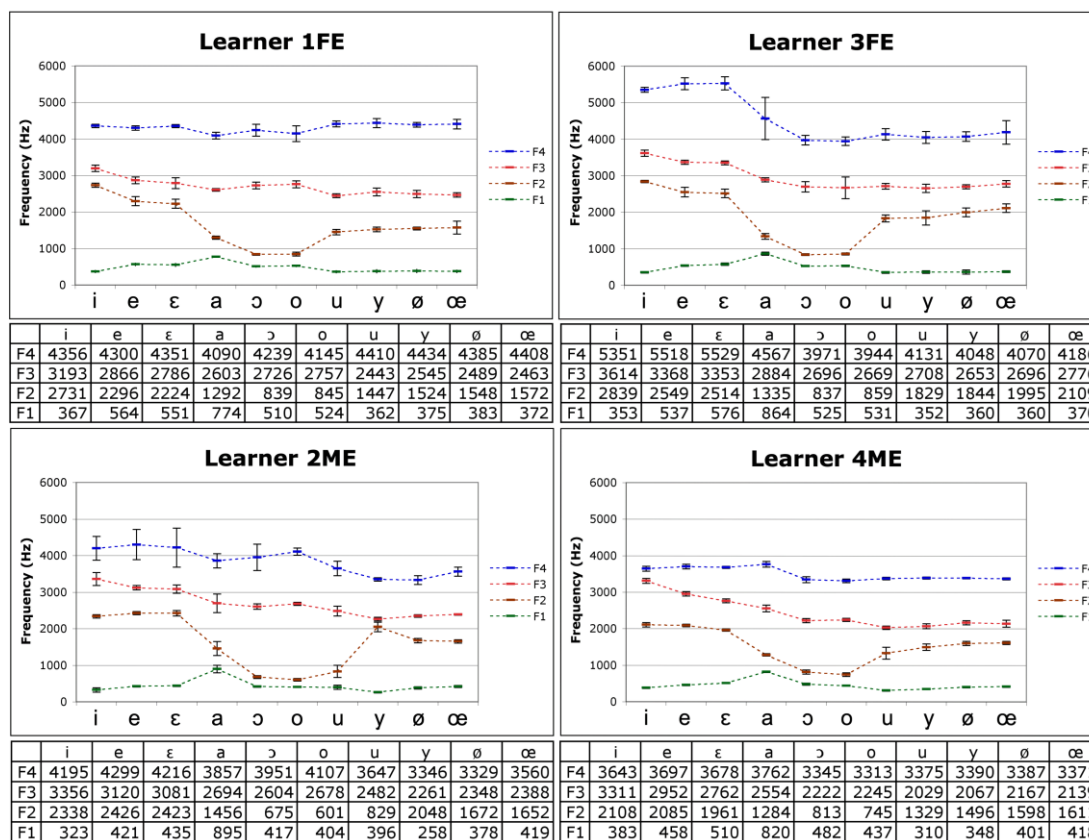 Learner 1FE
Frequency (Hz)
6000
5000
4000
3000
2000
1000
0
F4
F3
F2
F1
i e ɛ a ɔ o u y ø œ
i e ɛ a ɔ o u y ø œ
F4 4356 4300 4351 4090 4239 4145 4410 4434 4385 4408
F3 3193 2866 2786 2603 2726 2757 2443 2545 2489 2463
F2 2731 2296 2224 1292 839 845 1447 1524 1548 1572
F1 367 564 551 774 510 524 362 375 383 372
Learner 3FE
Frequency (Hz)
6000
5000
4000
3000
2000
1000
0
i e ɛ a ɔ o u y ø œ
i e ɛ a ɔ o u y ø œ
F4 5351 5518 5529 4567 3971 3944 4131 4048 4070
F3 3614 3368 3353 2884 2696 2669 2708 2653 2696
F2 2839 2549 2514 1335 837 859 1829 1844 1995
F1 353 537 576 864 525 531 352 360 360
Learner 2ME
Frequency (Hz)
6000
5000
4000
3000
2000
1000
0
F4
F3
F2
F1
i e ɛ a ɔ o u y ø œ
i e ɛ a ɔ o u y ø œ
F4 4195 4299 4216 3857 3951 4107 3647 3346 3329 3560
F3 3356 3120 3081 2694 2604 2678 2482 2261 2348 2388
F2 2338 2426 2423 1456 675 601 829 2048 1672 1652
F1 323 421 435 895 417 404 396 258 378 419
Learner 4ME
Frequency (Hz)
6000
5000
4000
3000
2000
1000
0
i e ɛ a ɔ o u y ø œ
i e ɛ a ɔ o u y ø œ
F4 3643 3697 3678 3762 3345 3313 3375 3390 3387
F3 3311 2952 2762 2554 2222 2245 2029 2067 2167
F2 2108 2085 1961 1284 813 745 1329 1496 1598
F1 383 458 510 820 482 437 310 348 401